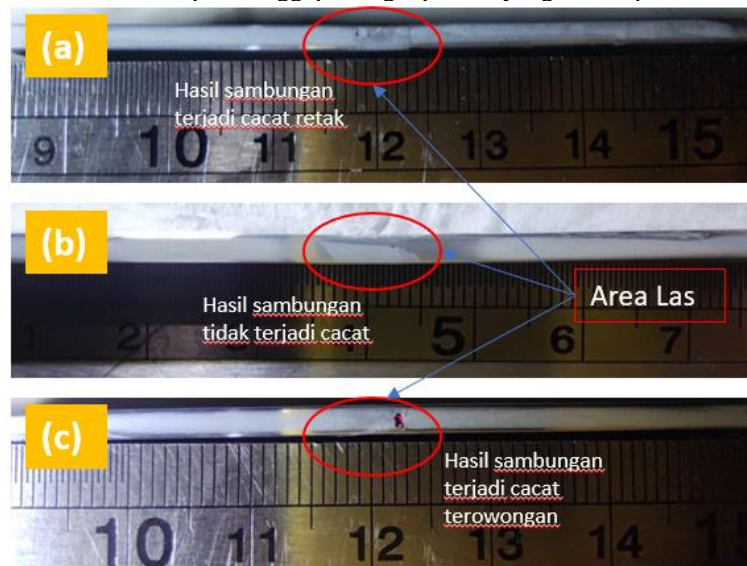 (a)
Hasil sambungan
terjadi cacat retak
9 10 11 12 13 14 15
(b)
Area Las
Hasil sambungan
tidak terjadi cacat
1 2 4 5 6 7
(c)
Hasil sambungan
terjadi cacat
terowongan
10 11 12 13 14